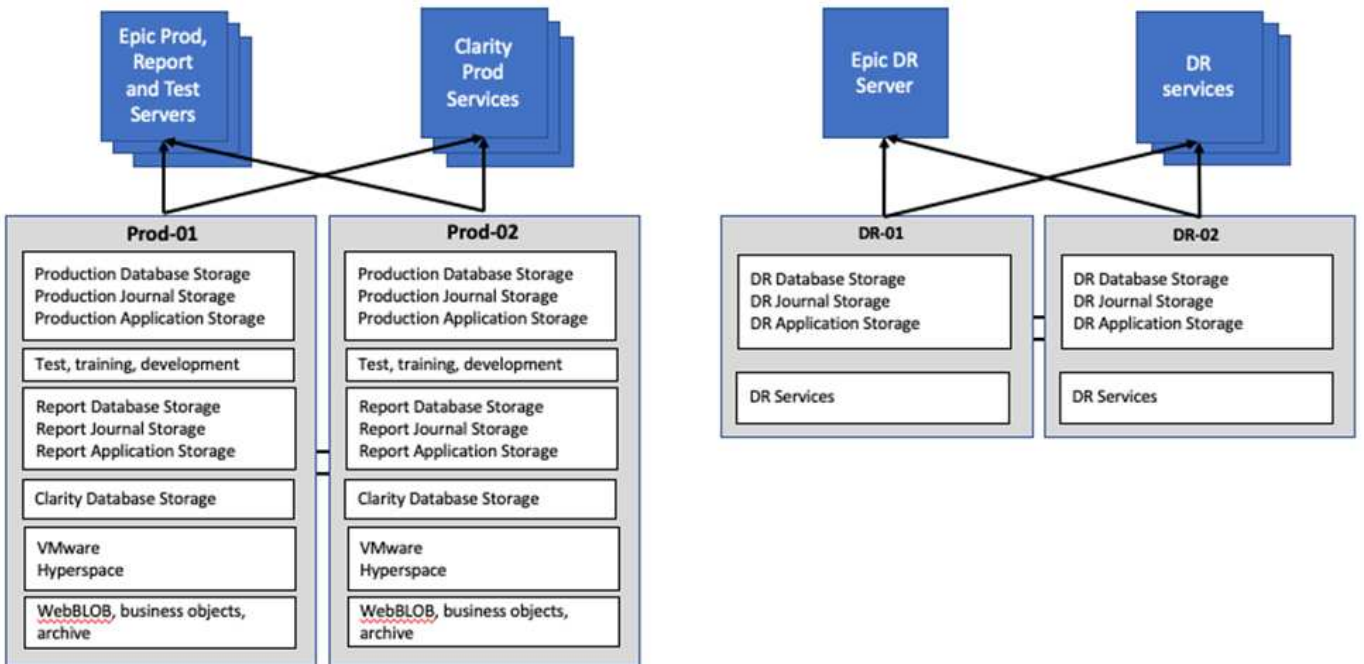 Epic Prod,
Report
and Test
Servers
Clarity
Prod
Services
Epic DR
Server
DR
services
Prod-01
Production Database Storage
Production Journal Storage
Production Application Storage
Test, training, development
Report Database Storage
Report Journal Storage
Report Application Storage
Clarity Database Storage
VMware
Hyperspace
WebBLOB, business objects,
archive
Prod-02
Production Database Storage
Production Journal Storage
Production Application Storage
Test, training, development
Report Database Storage
Report Journal Storage
Report Application Storage
Clarity Database Storage
VMware
Hyperspace
WebBLOB, business objects,
archive
DR-01
DR Database Storage
DR Journal Storage
DR Application Storage
DR Services
DR-02
DR Database Storage
DR Journal Storage
DR Application Storage
DR Services